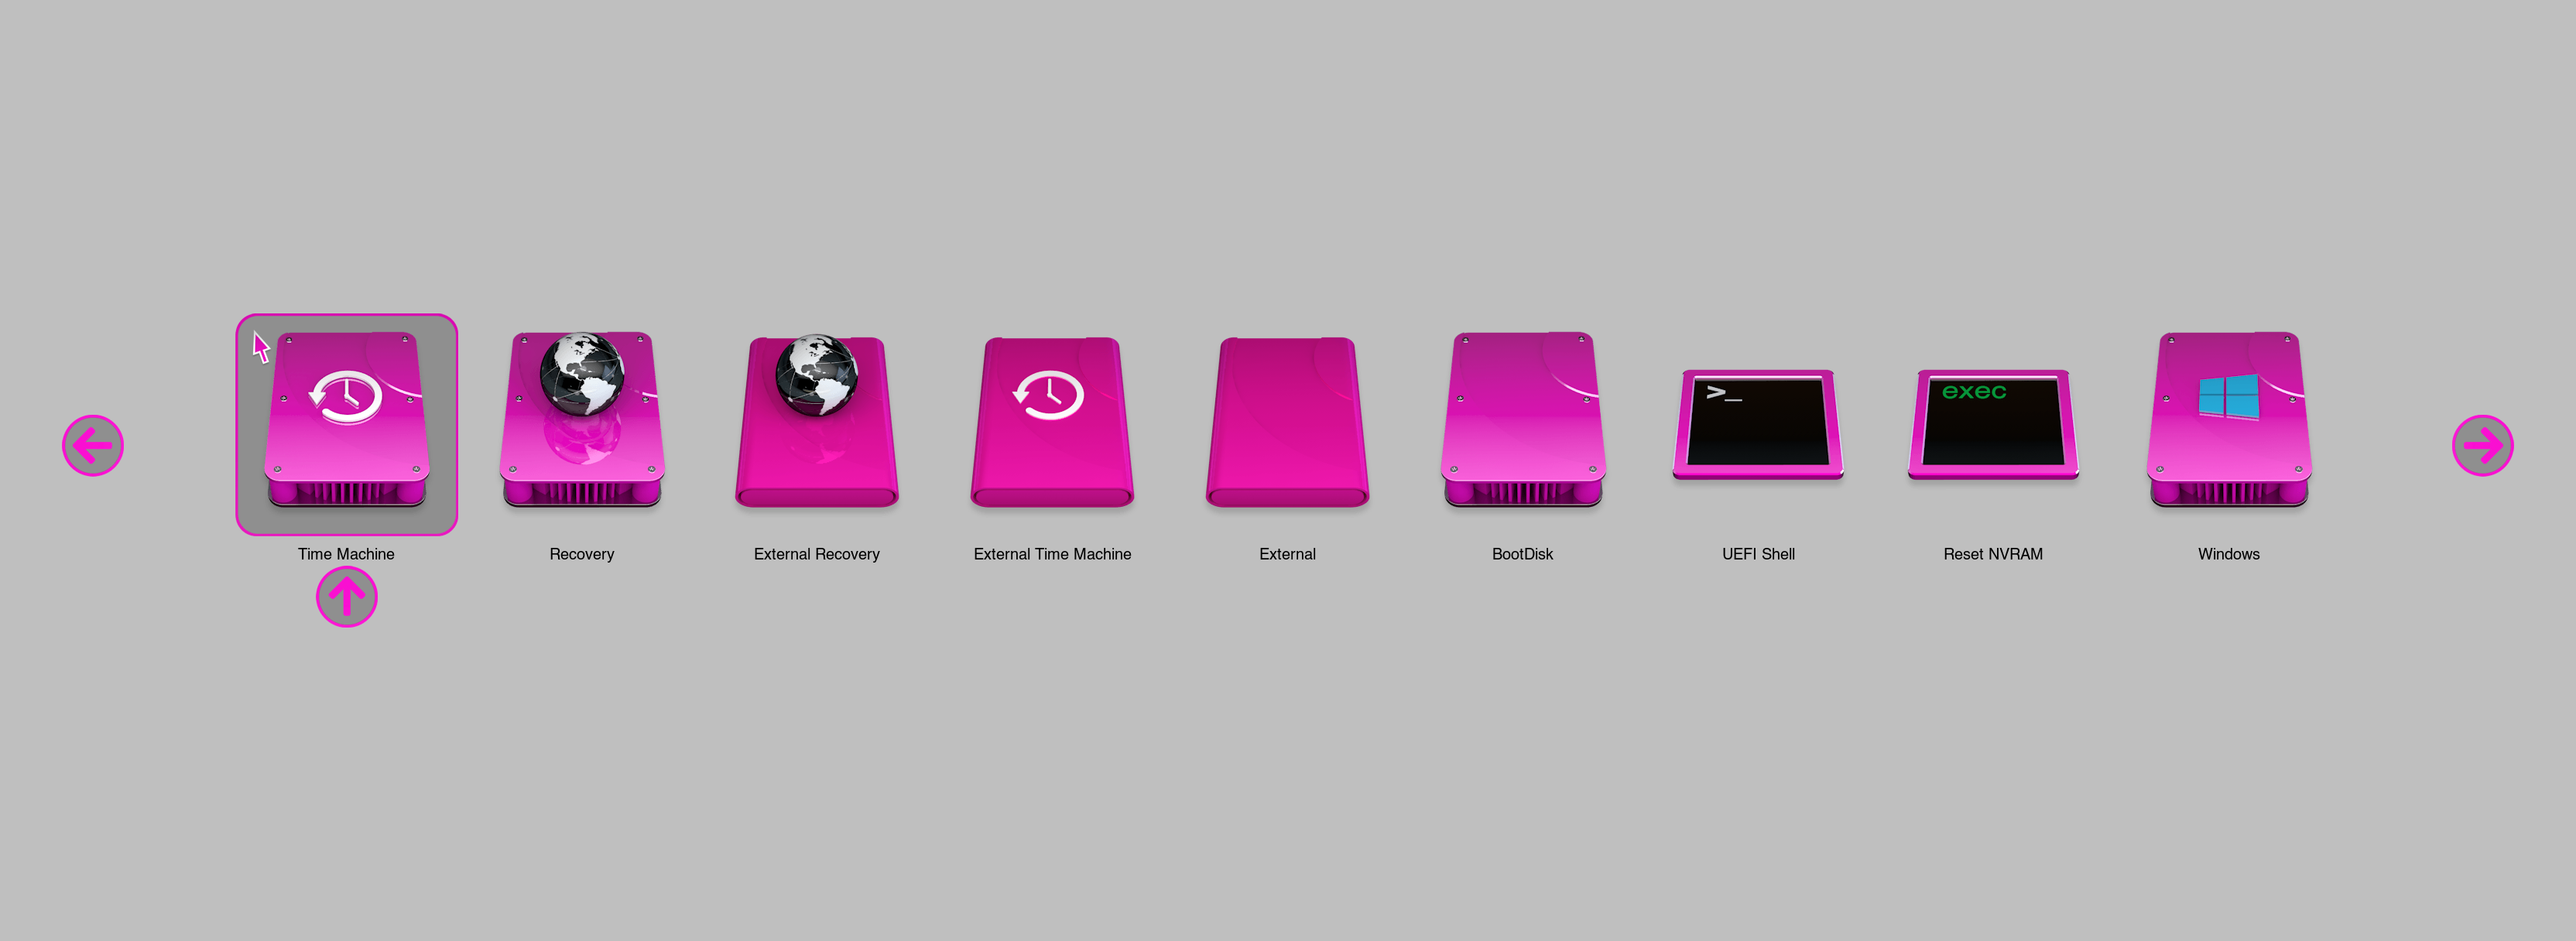 >_
exec
Time Machine
Recovery
External Recovery
External Time Machine
External
BootDisk
UEFI Shell
Reset NVRAM
Windows